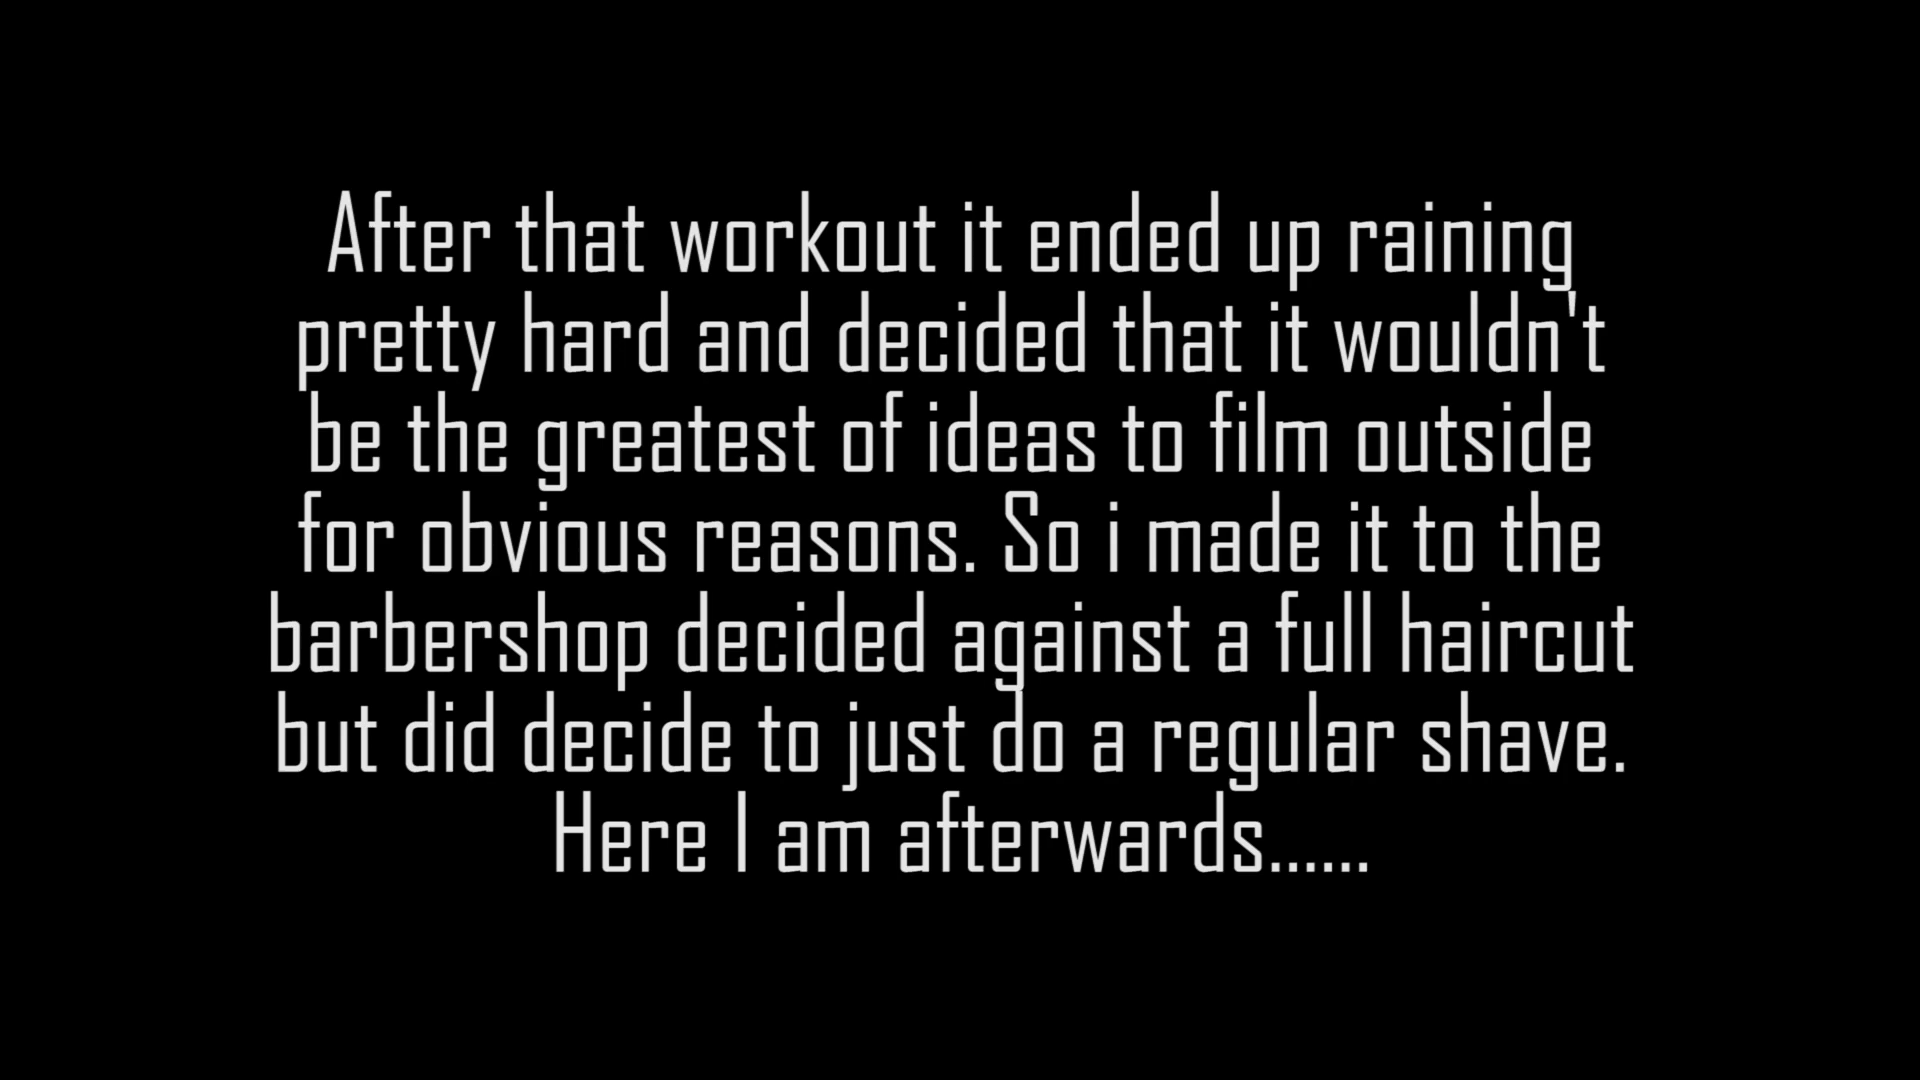 After that workout it ended up raining
pretty hard and decided that it wouldn't
be the greatest of ideas to film outside
for obvious reasons. So i made it to the
barbershop decided against a full haircut
but did decide to just do a regular shave.
Here I am afterwards......